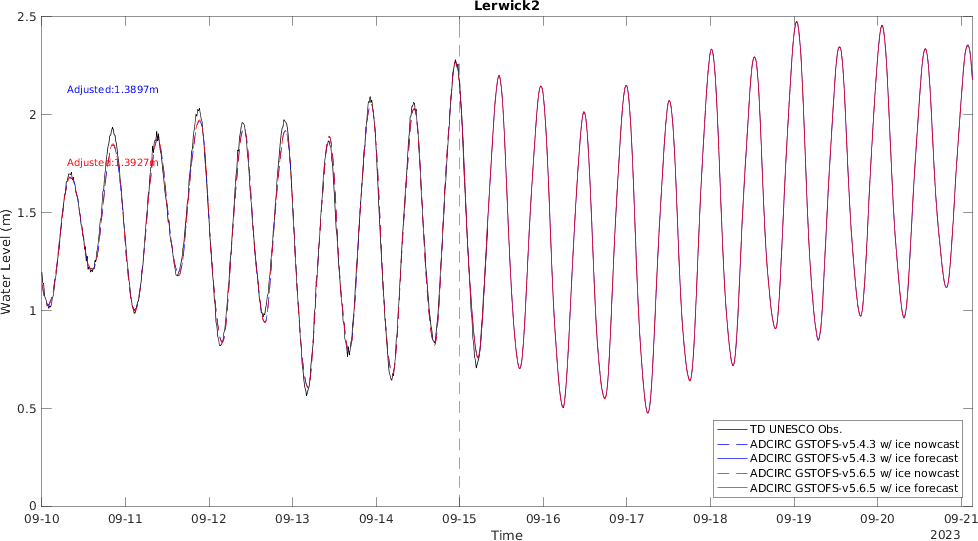 Lerwick2
2.5
2
1.5
1
0.5
0
Water Level (m)
Adjusted:1.3897m
Adjusted:1.3927m
TD UNESCO Obs.
ADCIRC GSTOFS-v5.4.3 w/ ice nowcast
ADCIRC GSTOFS-v5.4.3 w/ ice forecast
ADCIRC GSTOFS-v5.6.5 w/ ice nowcast
ADCIRC GSTOFS-v5.6.5 w/ ice forecast
09-10 09-11 09-12 09-13 09-14 09-15 09-16 09-17 09-18 09-19 09-20 09-21
Time
2023